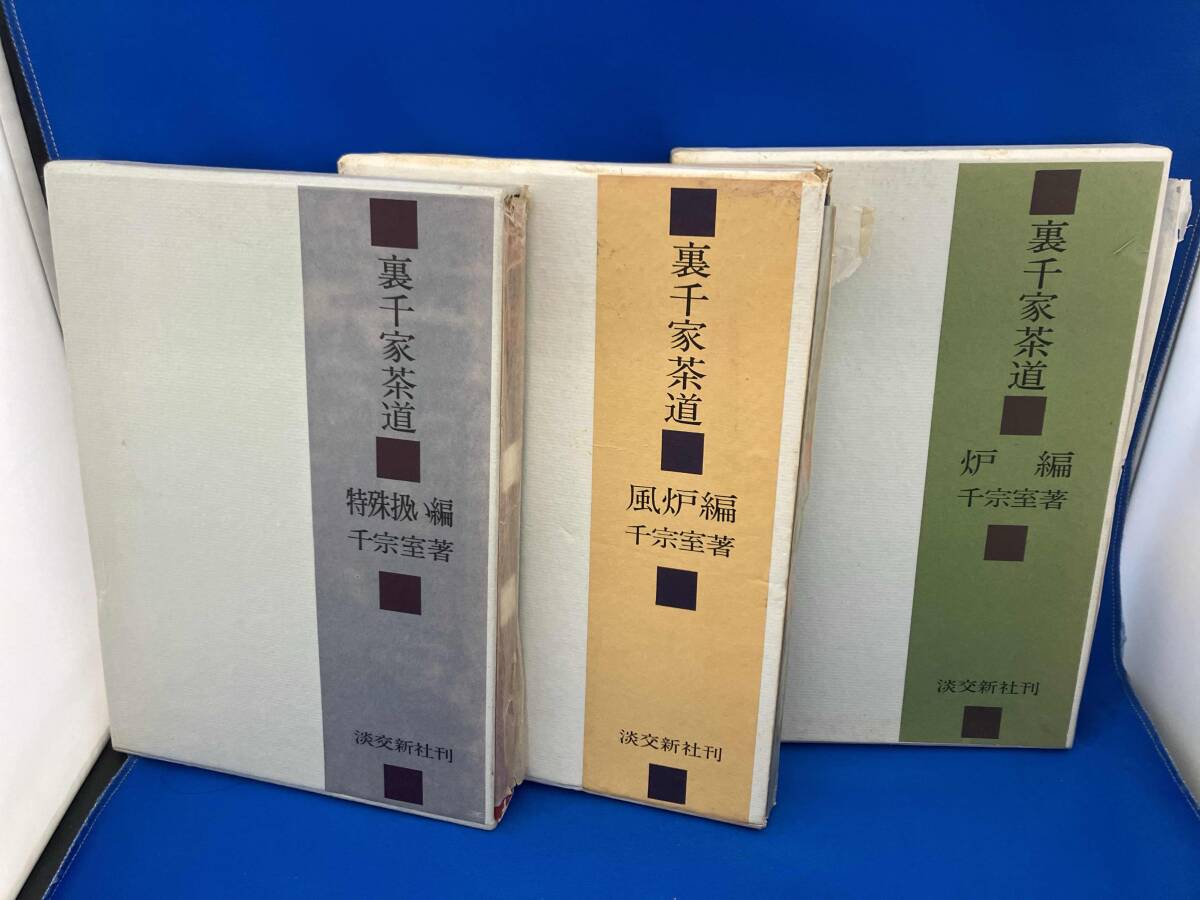 裏千家茶道
特殊扱い編
千宗室著
淡交新社刊
裏千家茶道
風炉編
千宗室著
淡交新社刊
裏千家茶道
炉編
千宗室著
淡交新社刊